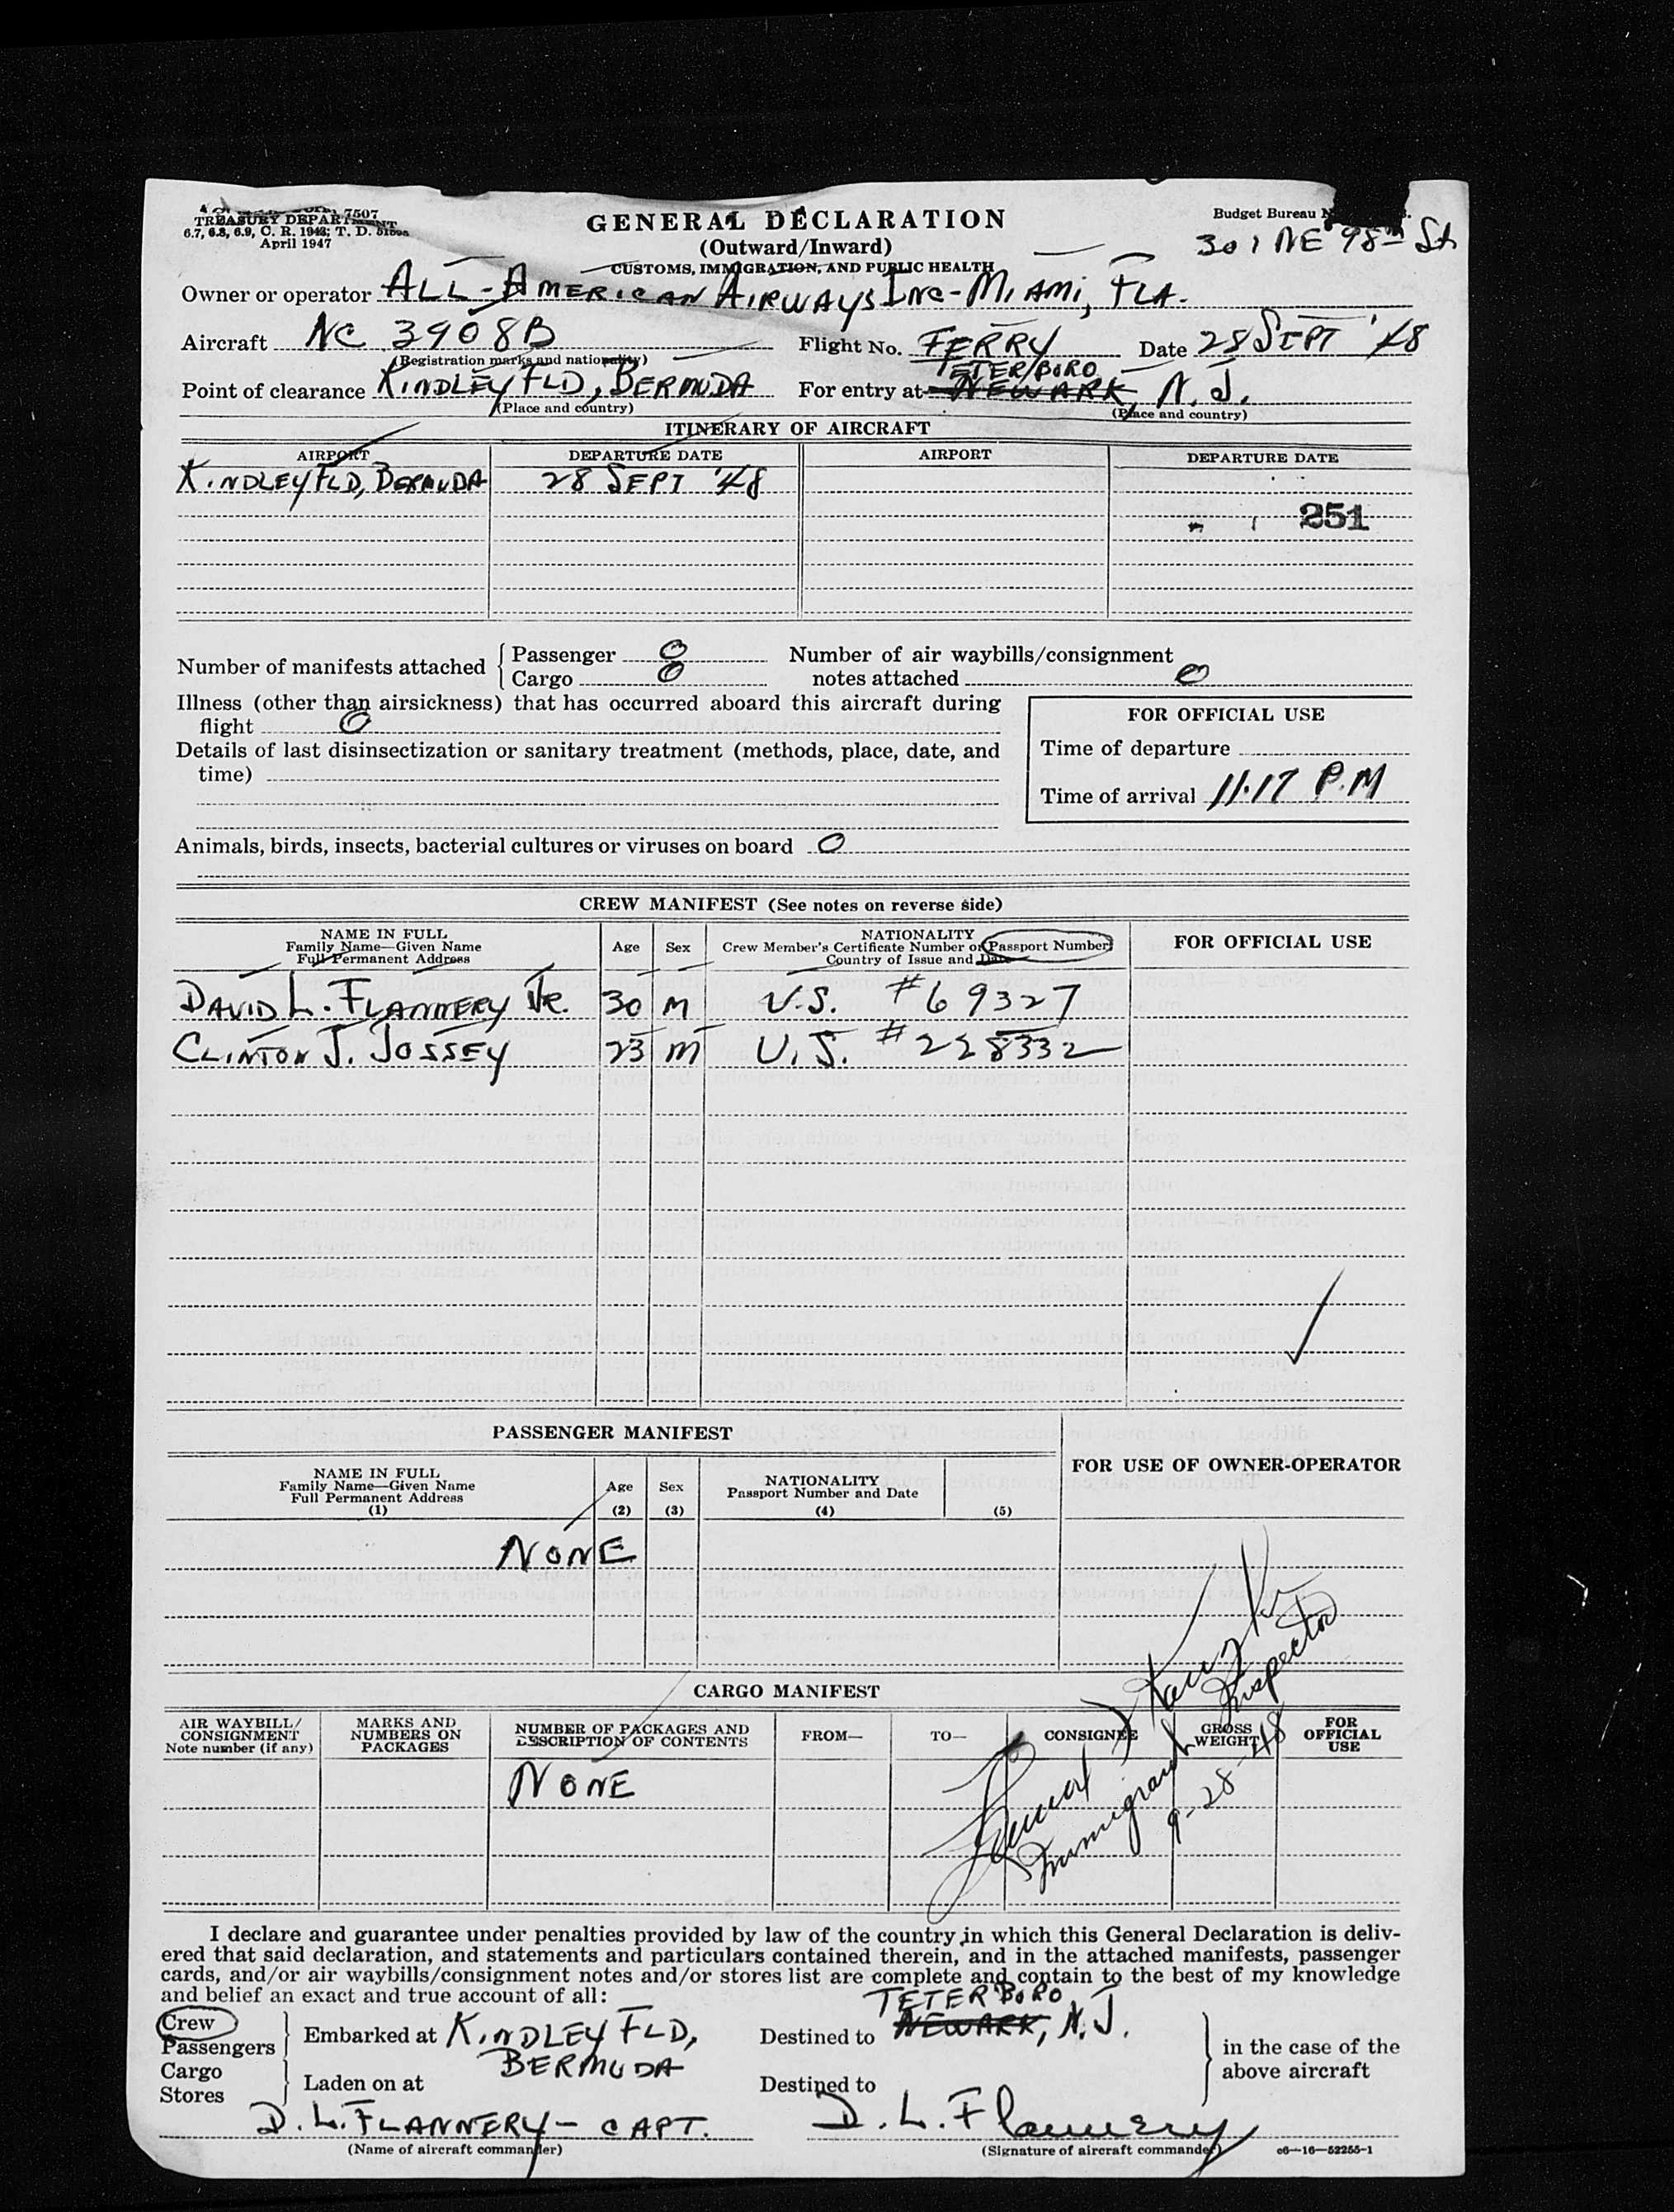 7507
TREASURY DEPARTMENT
6.7, 6.8, 6.9, C. R. 1943; T. D.
April 1947
GENERAL DECLARATION
(Outward/Inward)
CUSTOMS, IMMIGRATION, AND PUBLIC HEALTH
Budget Bureau
301 NE 98th St
Owner or operator ALL-AMERICAN AIRWAYS INC-MIAMI, FLA.
Aircraft NC 3908B Flight No. FERRY Date 28 SEPT '48
(Registration marks and nationality)
TETERBORO
Point of clearance KINDLEY FLD, BERMUDA For entry at NEWARK, N. J.
(Place and country) (Place and country)
ITINERARY OF AIRCRAFT
AIRPORT DEPARTURE DATE AIRPORT DEPARTURE DATE
KINDLEY FLD, BERMUDA 28 SEPT '48
251
Number of manifests attached Passenger 0 Number of air waybills/consignment
Cargo 0 notes attached 0
Illness (other than airsickness) that has occurred aboard this aircraft during
flight 0
FOR OFFICIAL USE
Details of last disinsectization or sanitary treatment (methods, place, date, and
time)
Time of departure
Time of arrival 11.17 P.M
Animals, birds, insects, bacterial cultures or viruses on board 0
CREW MANIFEST (See notes on reverse side)
NAME IN FULL
Family Name—Given Name
Full Permanent Address
Age Sex
NATIONALITY
Crew Member's Certificate Number or Passport Number
Country of Issue and Date
FOR OFFICIAL USE
DAVID L. FLANNERY JR. 30 M U.S. #69327
CLINTON J. JOSSEY 23 M U.S. #228332
PASSENGER MANIFEST
FOR USE OF OWNER-OPERATOR
NAME IN FULL
Family Name—Given Name
Full Permanent Address
(1)
Age
(2)
Sex
(3)
NATIONALITY
Passport Number and Date
(4)
(5)
NONE
CARGO MANIFEST
AIR WAYBILL/
CONSIGNMENT
Note number (if any)
MARKS AND
NUMBERS ON
PACKAGES
NUMBER OF PACKAGES AND
DESCRIPTION OF CONTENTS
FROM—
TO—
CONSIGNEE
GROSS
WEIGHT
FOR
OFFICIAL
USE
NONE
Immigrant Inspector
9-28-48
I declare and guarantee under penalties provided by law of the country in which this General Declaration is deliv-
ered that said declaration, and statements and particulars contained therein, and in the attached manifests, passenger
cards, and/or air waybills/consignment notes and/or stores list are complete and contain to the best of my knowledge
and belief an exact and true account of all:
TETERBORO
Crew
Passengers
Cargo
Stores
Embarked at KINDLEY FLD,
BERMUDA
Laden on at
Destined to NEWARK, N.J.
Destined to
in the case of the
above aircraft
D. L. FLANNERY - CAPT. D. L. Flannery
(Name of aircraft commander) (Signature of aircraft commander) c6—16—52255-1